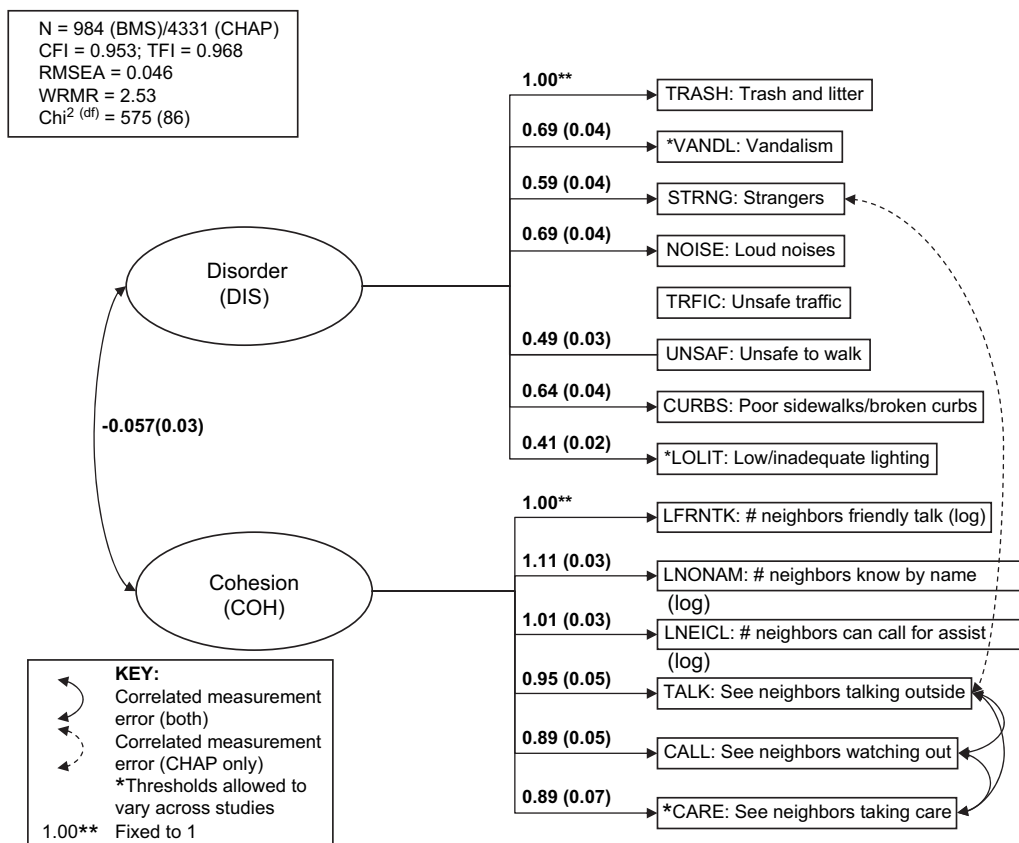 N = 984 (BMS)/4331 (CHAP)
CFI = 0.953; TFI = 0.968
RMSEA = 0.046
WRMR = 2.53
Chi2 (df) = 575 (86)
Disorder
(DIS)
-0.057(0.03)
Cohesion
(COH)
1.00**
TRASH: Trash and litter
0.69 (0.04)
*VANDL: Vandalism
0.59 (0.04)
STRNG: Strangers
0.69 (0.04)
NOISE: Loud noises
TRFIC: Unsafe traffic
0.49 (0.03)
UNSAF: Unsafe to walk
0.64 (0.04)
CURBS: Poor sidewalks/broken curbs
0.41 (0.02)
*LOLIT: Low/inadequate lighting
1.00**
LFRNTK: # neighbors friendly talk (log)
1.11 (0.03)
LNONAM: # neighbors know by name
(log)
1.01 (0.03)
LNEICL: # neighbors can call for assist
(log)
0.95 (0.05)
TALK: See neighbors talking outside
0.89 (0.05)
CALL: See neighbors watching out
0.89 (0.07)
*CARE: See neighbors taking care
KEY:
Correlated measurement
error (both)
Correlated measurement
error (CHAP only)
*Thresholds allowed to
vary across studies
1.00** Fixed to 1